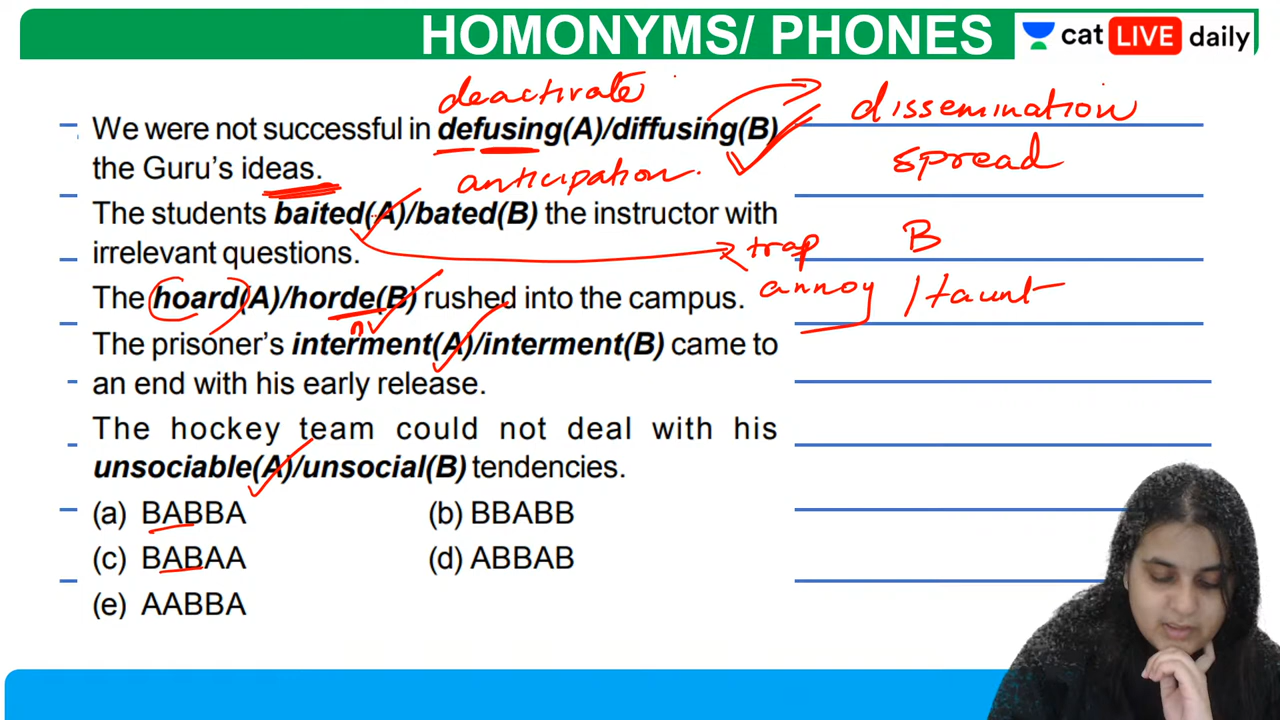 HOMONYMS/ PHONES
cat LIVE daily
deactivate
We were not successful in defusing(A)/diffusing(B)
the Guru's ideas.
dissemination
spread
anticipation.
The students baited(A)/bated(B) the instructor with
irrelevant questions.
trap B
annoy / taunt
The hoard(A)/horde(B) rushed into the campus.
n
The prisoner's interment(A)/interment(B) came to
an end with his early release.
The hockey team could not deal with his
unsociable(A)/unsocial(B) tendencies.
(a) BABBA (b) BBABB
(c) BABAA (d) ABBAB
(e) AABBA